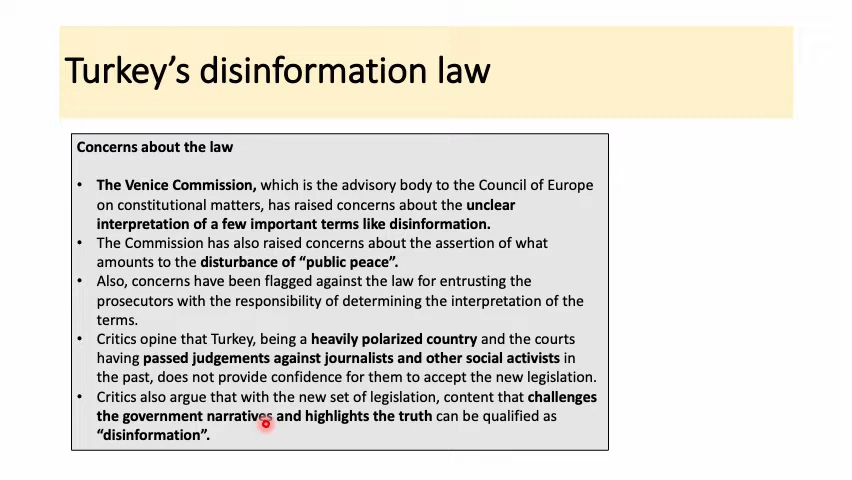 Turkey’s disinformation law
Concerns about the law
• The Venice Commission, which is the advisory body to the Council of Europe
on constitutional matters, has raised concerns about the unclear
interpretation of a few important terms like disinformation.
• The Commission has also raised concerns about the assertion of what
amounts to the disturbance of “public peace”.
• Also, concerns have been flagged against the law for entrusting the
prosecutors with the responsibility of determining the interpretation of the
terms.
• Critics opine that Turkey, being a heavily polarized country and the courts
having passed judgements against journalists and other social activists in
the past, does not provide confidence for them to accept the new legislation.
• Critics also argue that with the new set of legislation, content that challenges
the government narratives and highlights the truth can be qualified as
“disinformation”.